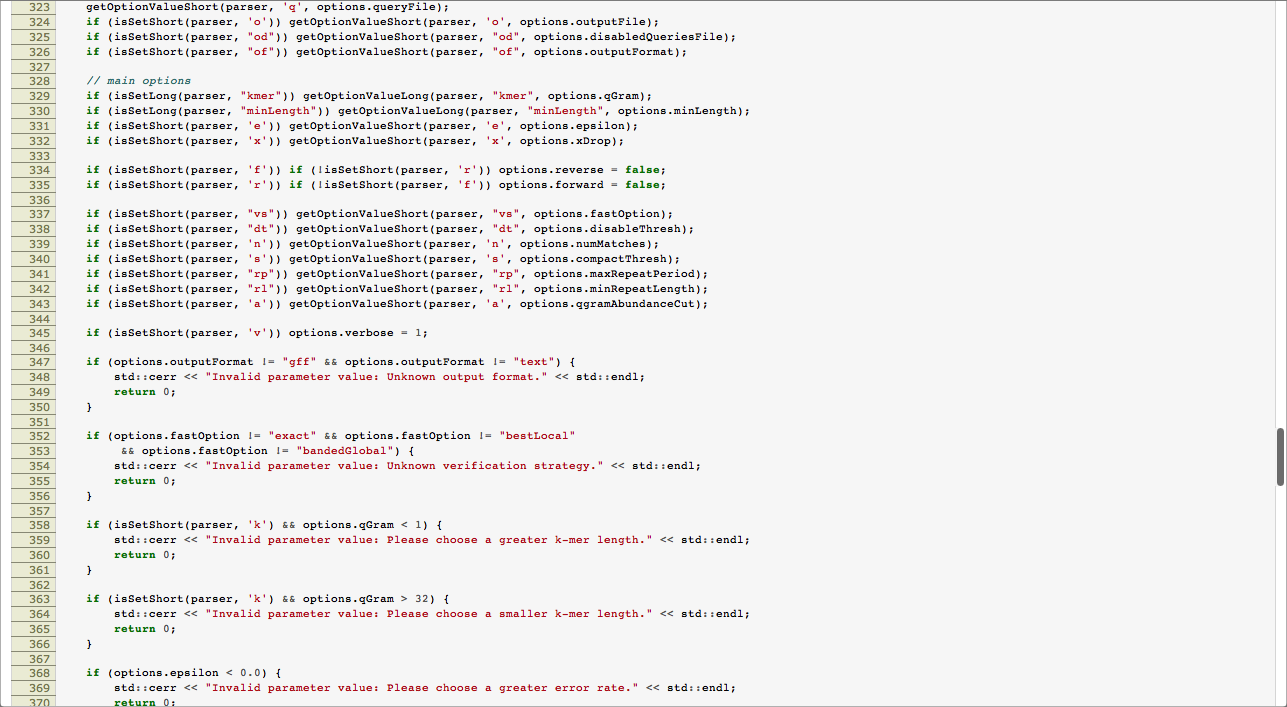 323 getOptionValueShort(parser, 'q', options.queryFile);
324 if (isSetShort(parser, 'o')) getOptionValueShort(parser, 'o', options.outputFile);
325 if (isSetShort(parser, "od")) getOptionValueShort(parser, "od", options.disabledQueriesFile);
326 if (isSetShort(parser, "of")) getOptionValueShort(parser, "of", options.outputFormat);
327
328 // main options
329 if (isSetLong(parser, "kmer")) getOptionValueLong(parser, "kmer", options.qGram);
330 if (isSetLong(parser, "minLength")) getOptionValueLong(parser, "minLength", options.minLength);
331 if (isSetShort(parser, 'e')) getOptionValueShort(parser, 'e', options.epsilon);
332 if (isSetShort(parser, 'x')) getOptionValueShort(parser, 'x', options.xDrop);
333
334 if (isSetShort(parser, 'f')) if (!isSetShort(parser, 'r')) options.reverse = false;
335 if (isSetShort(parser, 'r')) if (!isSetShort(parser, 'f')) options.forward = false;
336
337 if (isSetShort(parser, "vs")) getOptionValueShort(parser, "vs", options.fastOption);
338 if (isSetShort(parser, "dt")) getOptionValueShort(parser, "dt", options.disableThresh);
339 if (isSetShort(parser, 'n')) getOptionValueShort(parser, 'n', options.numMatches);
340 if (isSetShort(parser, 's')) getOptionValueShort(parser, 's', options.compactThresh);
341 if (isSetShort(parser, "rp")) getOptionValueShort(parser, "rp", options.maxRepeatPeriod);
342 if (isSetShort(parser, "rl")) getOptionValueShort(parser, "rl", options.minRepeatLength);
343 if (isSetShort(parser, 'a')) getOptionValueShort(parser, 'a', options.qgramAbundanceCut);
344
345 if (isSetShort(parser, 'v')) options.verbose = 1;
346
347 if (options.outputFormat != "gff" && options.outputFormat != "text") {
348 std::cerr << "Invalid parameter value: Unknown output format." << std::endl;
349 return 0;
350 }
351
352 if (options.fastOption != "exact" && options.fastOption != "bestLocal"
353 && options.fastOption != "bandedGlobal") {
354 std::cerr << "Invalid parameter value: Unknown verification strategy." << std::endl;
355 return 0;
356 }
357
358 if (isSetShort(parser, 'k') && options.qGram < 1) {
359 std::cerr << "Invalid parameter value: Please choose a greater k-mer length." << std::endl;
360 return 0;
361 }
362
363 if (isSetShort(parser, 'k') && options.qGram > 32) {
364 std::cerr << "Invalid parameter value: Please choose a smaller k-mer length." << std::endl;
365 return 0;
366 }
367
368 if (options.epsilon < 0.0) {
369 std::cerr << "Invalid parameter value: Please choose a greater error rate." << std::endl;
370 return 0;